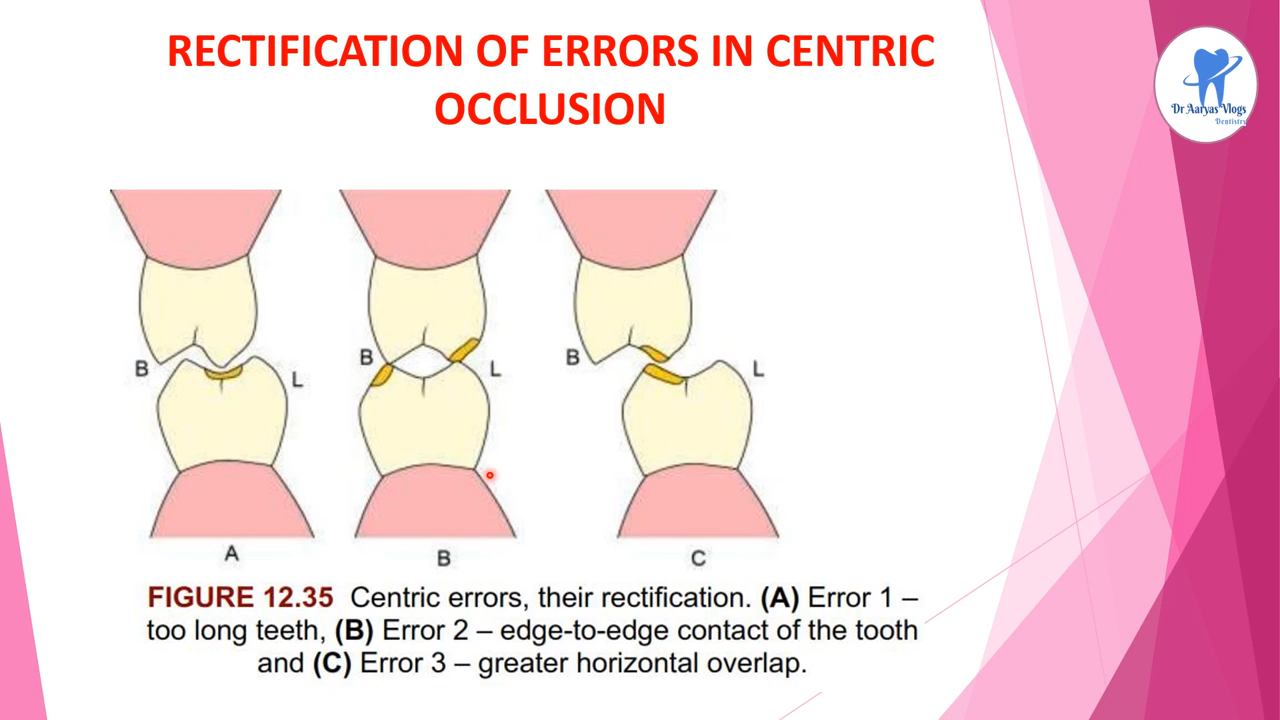 RECTIFICATION OF ERRORS IN CENTRIC
OCCLUSION
Dr Aaryas Vlogs
Dentistry
B
L
B
L
B
L
A
B
C
FIGURE 12.35 Centric errors, their rectification. (A) Error 1 –
too long teeth, (B) Error 2 – edge-to-edge contact of the tooth
and (C) Error 3 – greater horizontal overlap.